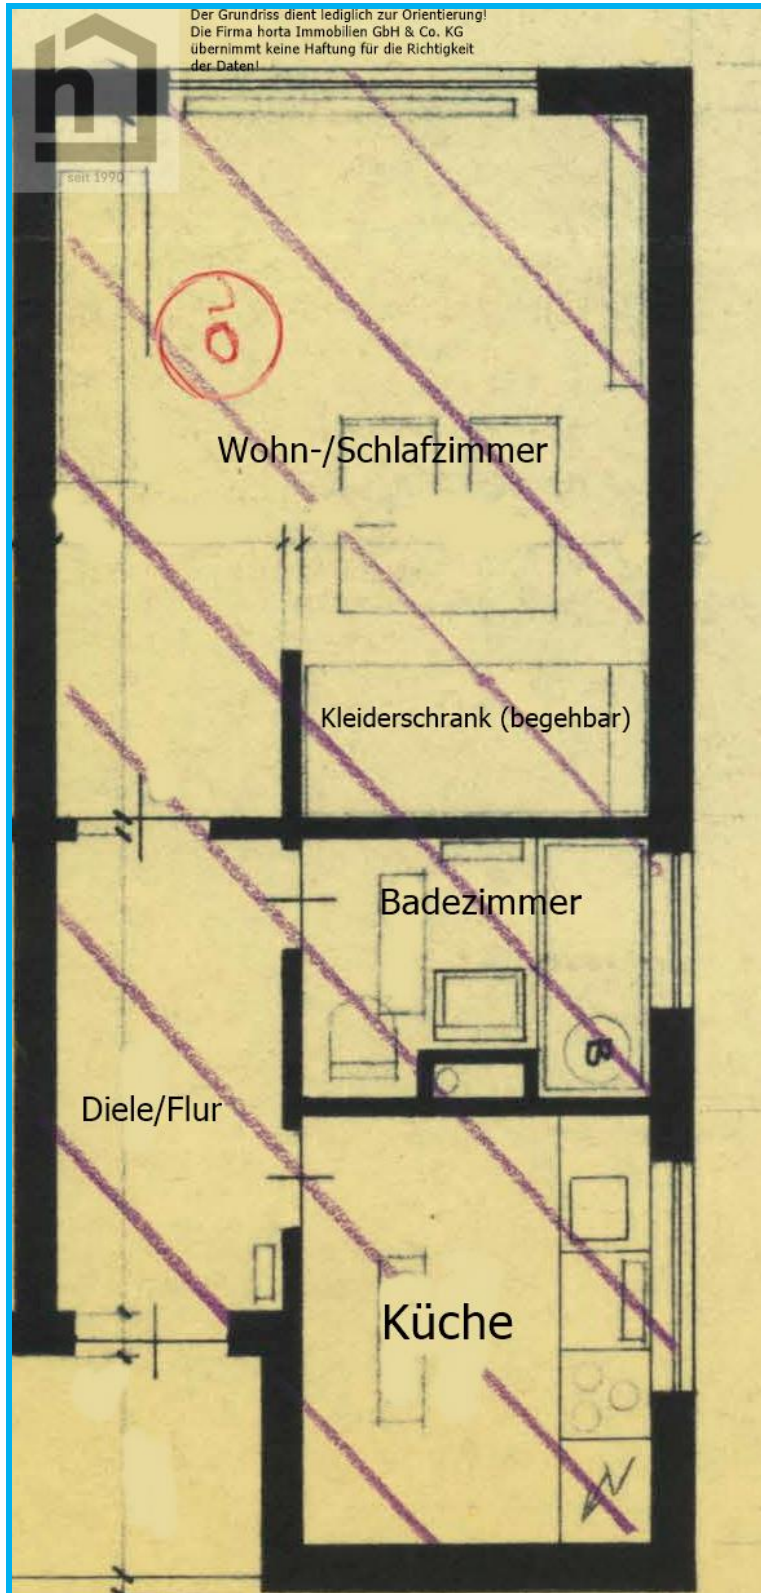 Der Grundriss dient lediglich zur Orientierung!
Die Firma horta Immobilien GbH & Co. KG
übernimmt keine Haftung für die Richtigkeit
der Daten!
seit 1990
Wohn-/Schlafzimmer
Kleiderschrank (begehbar)
Badezimmer
B
Diele/Flur
Küche